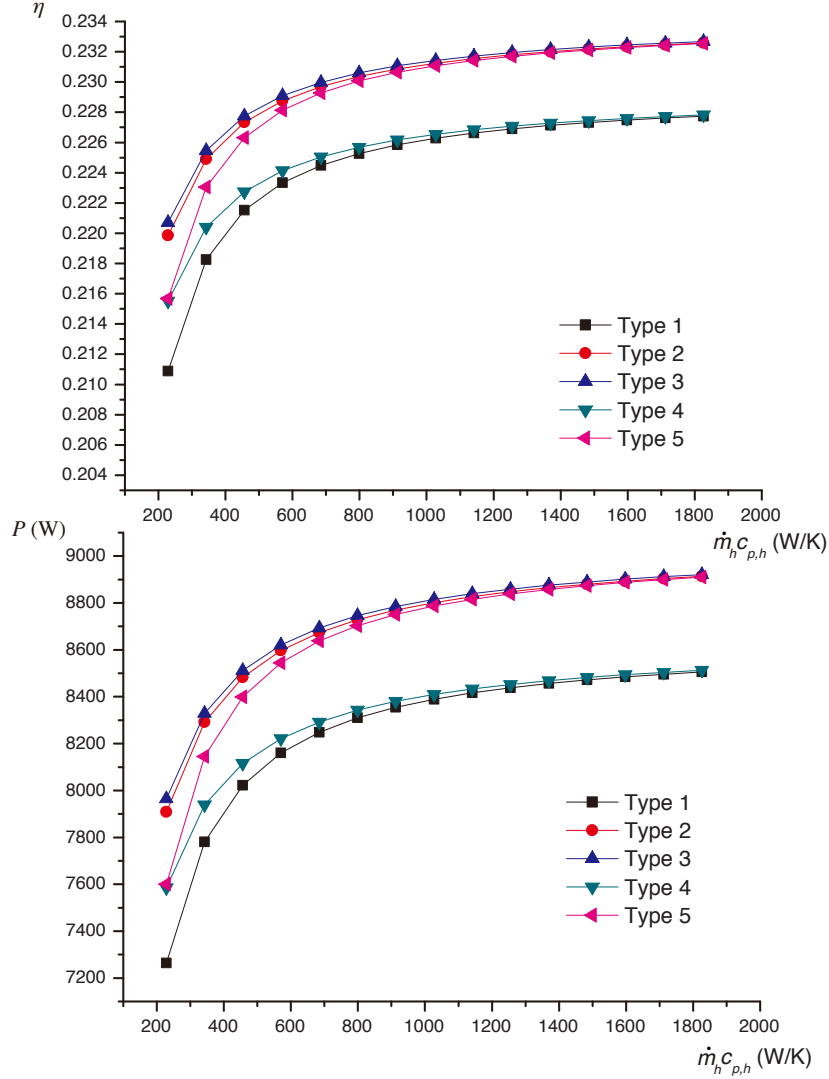 η
0.234
0.232
0.230
0.228
0.226
0.224
0.222
0.220
0.218
0.216
0.214
0.212
0.210
0.208
0.206
0.204
Type 1
Type 2
Type 3
Type 4
Type 5
200 400 600 800 1000 1200 1400 1600 1800 2000
ṁ_h c_{p,h} (W/K)
P (W)
9000
8800
8600
8400
8200
8000
7800
7600
7400
7200
Type 1
Type 2
Type 3
Type 4
Type 5
200 400 600 800 1000 1200 1400 1600 1800 2000
ṁ_h c_{p,h} (W/K)